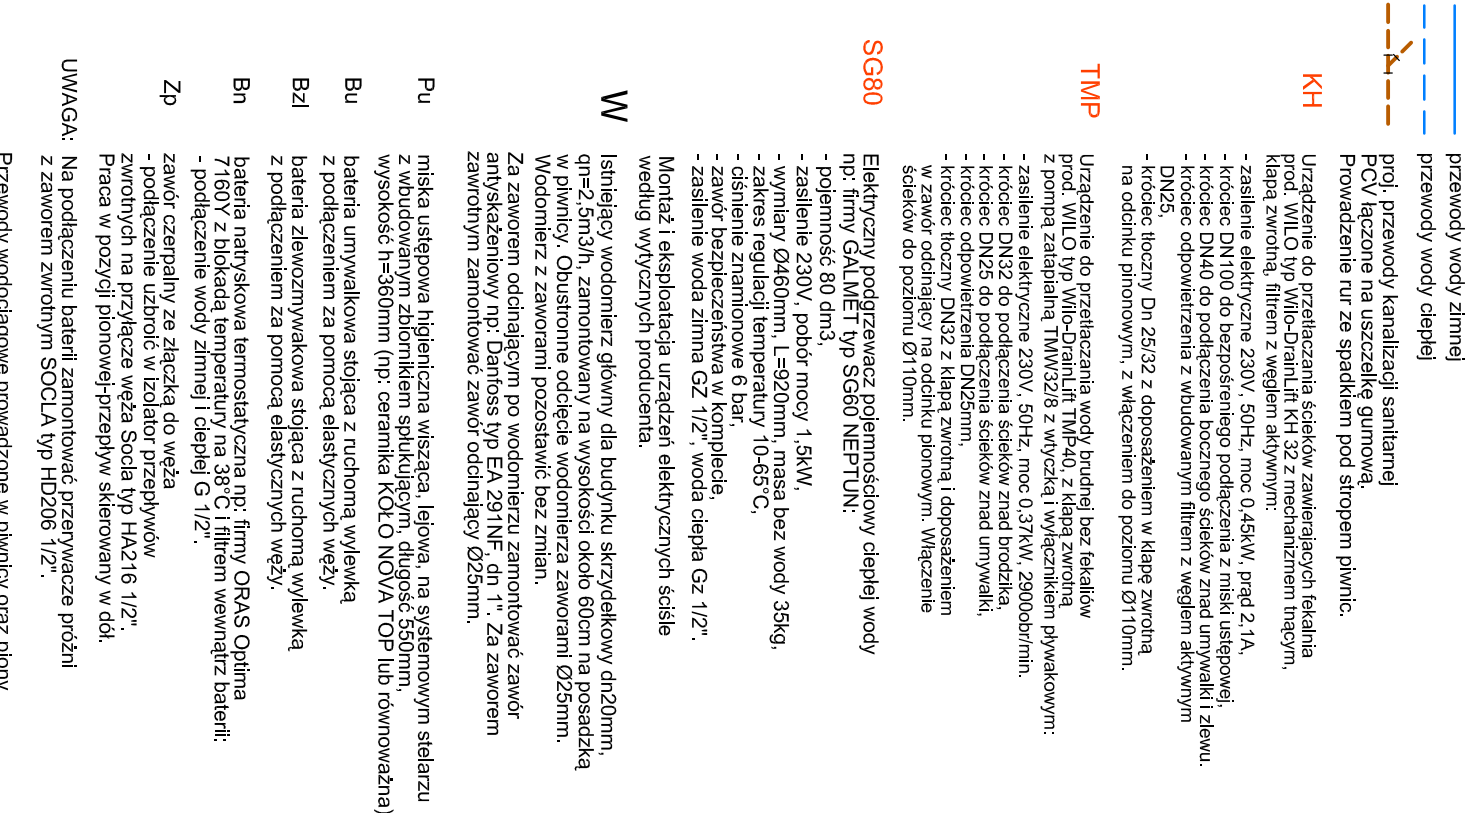 przewody wody zimnej
przewody wody ciepłej
proj. przewody kanalizacji sanitarnej
PCV łączone na uszczelkę gumową,
Prowadzenie rur ze spadkiem pod stropem piwnic.
KH
Urządzenie do przetłaczania ścieków zawierających fekalnia
prod. WILO typ Wilo-DrainLift KH 32 z mechanizmem tnącym,
klapą zwrotną, filtrem z węglem aktywnym:
- zasilenie elektryczne 230V, 50Hz, moc 0,45kW, prąd 2,1A,
- króciec DN100 do bezpośreniego podłączenia z miski ustępowej,
- króciec DN40 do podłączenia bocznego ścieków znad umywalki i zlewu.
- króciec odpowietrzenia z wbudowanym filtrem z węglem aktywnym
DN25,
- króciec tłoczny Dn 25/32 z doposażeniem w klapę zwrotną
na odcinku pinonowym, z włączeniem do poziomu Ø110mm.
TMP
Urządzenie do przetłaczania wody brudnej bez fekaliów
prod. WILO typ Wilo-DrainLift TMP40, z klapą zwrotną
z pompą zatapialną TMW32/8 z wtyczką i wyłącznikiem pływakowym:
- zasilenie elektryczne 230V, 50Hz, moc 0,37kW, 2900obr/min.
- króciec DN32 do podłączenia ścieków znad brodzika,
- króciec DN25 do podłączenia ścieków znad umywalki,
- króciec odpowietrzenia DN25mm,
- króciec tłoczny DN32 z klapą zwrotną i doposażeniem
w zawór odcinający na odcinku pionowym. Włączenie
ścieków do poziomu Ø110mm.
SG80
Elektryczny podgrzewacz pojemnościowy ciepłej wody
np: firmy GALMET typ SG60 NEPTUN:
- pojemność 80 dm3,
- zasilenie 230V, pobór mocy 1,5kW,
- wymiary Ø460mm, L=920mm, masa bez wody 35kg,
- zakres regulacji temperatury 10-65°C,
- ciśnienie znamionowe 6 bar,
- zawór bezpieczeństwa w komplecie,
- zasilenie woda zimna GZ 1/2", woda ciepła Gz 1/2".
Montaż i eksploatacja urządzeń elektrycznych ściśle
według wytycznych producenta.
W
Istniejący wodomierz główny dla budynku skrzydełkowy dn20mm,
qn=2,5m3/h, zamontowany na wysokości około 60cm na posadzką
w piwnicy. Obustronne odcięcie wodomierza zaworami Ø25mm.
Wodomierz z zaworami pozostawić bez zmian.
Za zaworem odcinającym po wodomierzu zamontować zawór
antyskażeniowy np: Danfoss typ EA 291NF, dn 1". Za zaworem
zawrotnym zamontować zawór odcinający Ø25mm.
Pu
miska ustępowa higieniczna wisząca, lejowa, na systemowym stelarzu
z wbudowanym zbiornikiem spłukującym, długość 550mm,
wysokość h=360mm (np: ceramika KOŁO NOVA TOP lub równoważna)
Bu
bateria umywalkowa stojąca z ruchomą wylewką
z podłączeniem za pomocą elastycznych węży.
Bzl
bateria zlewozmywakowa stojąca z ruchomą wylewką
z podłączeniem za pomocą elastycznych węży.
Bn
bateria natryskowa termostatyczna np: firmy ORAS Optima
7160Y z blokadą temperatury na 38°C i filtrem wewnątrz baterii:
- podłączenie wody zimnej i ciepłej G 1/2".
Zp
zawór czerpalny ze złączką do węża
- podłączenie uzbroić w izolator przepływów
zwrotnych na przyłącze węża Socla typ HA216 1/2".
Praca w pozycji pionowej-przepływ skierowany w dół.
UWAGA:
Na podłączeniu baterii zamontować przerywacze próżni
z zaworem zwrotnym SOCLA typ HD206 1/2".
Przewody wodociągowe prowadzone w piwnicy oraz piony